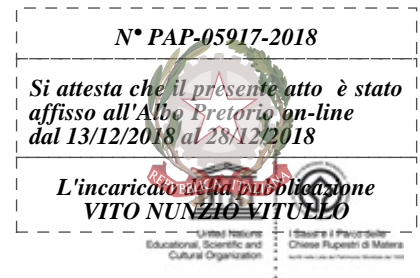 N° PAP-05917-2018
Si attesta che il presente atto è stato
affisso all'Albo Pretorio on-line
dal 13/12/2018 al 28/12/2018
L'incaricato della pubblicazione
VITO NUNZIO VITULLO
REPVBBLICA ITALIANA
United Nations
Educational, Scientific and
Cultural Organization
I Sassi e il Parco delle
Chiese Rupestri di Matera